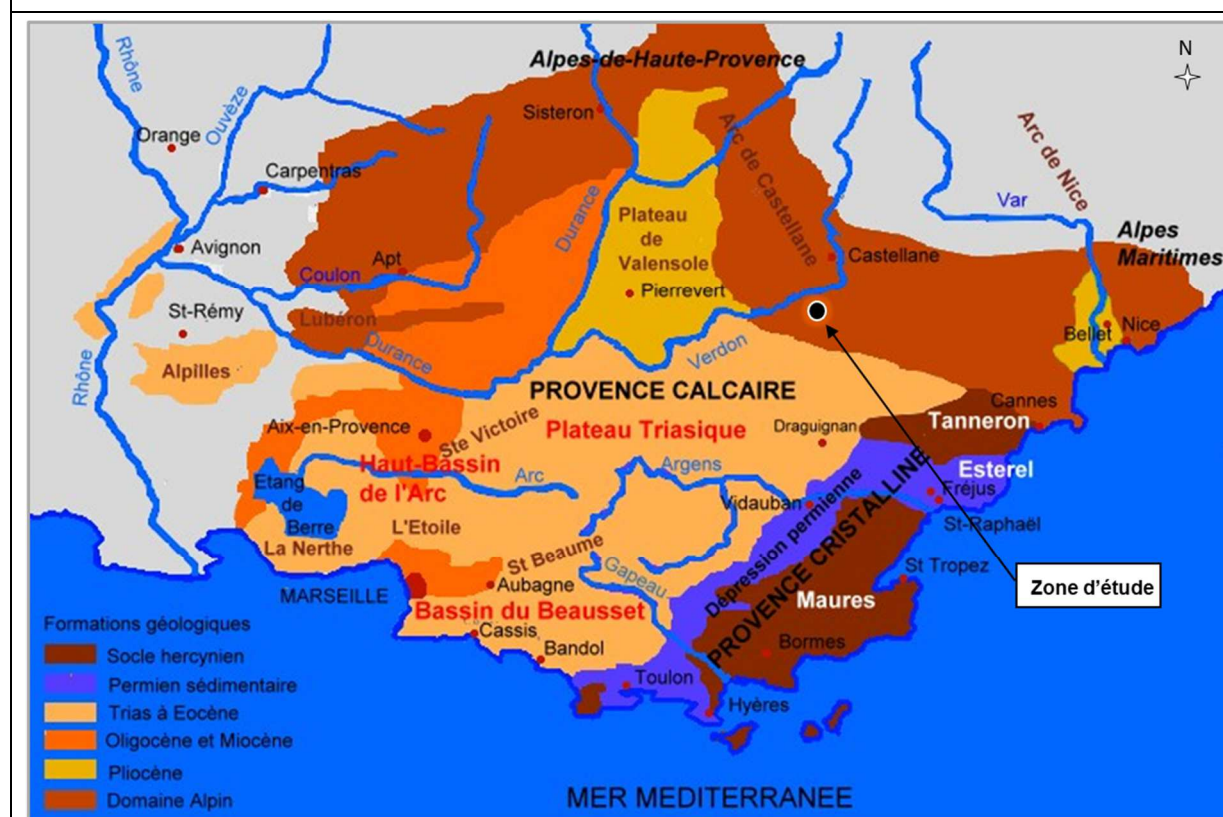 N
Alpes-de-Haute-Provence
Rhône
Ouvèze
Sisteron
Orange
Arc de Castellane
Arc de Nice
Carpentras
Durance
Var
Plateau
de
Valensole
Alpes
Maritimes
Avignon
Apt
Castellane
Coulon
Pierrevert
St-Rémy
Lubéron
Bellet
Nice
Durance
Verdon
Rhône
Alpilles
PROVENCE CALCAIRE
Cannes
Tanneron
Aix-en-Provence
Ste Victoire
Plateau Triasique
Draguignan
Haut-Bassin
de l'Arc
Arc
Argens
Esterel
Etang
de
Berre
Fréjus
Vidauban
St-Raphaël
L'Etoile
La Nerthe
St Beaume
Dépression permienne
PROVENCE CRISTALLINE
St Tropez
Gapeau
Zone d'étude
MARSEILLE
Aubagne
Maures
Bassin du Beausset
Cassis
Bormes
Bandol
Toulon
Hyères
Formations géologiques
Socle hercynien
Permien sédimentaire
Trias à Eocène
Oligocène et Miocène
Pliocène
Domaine Alpin
MER MEDITERRANEE